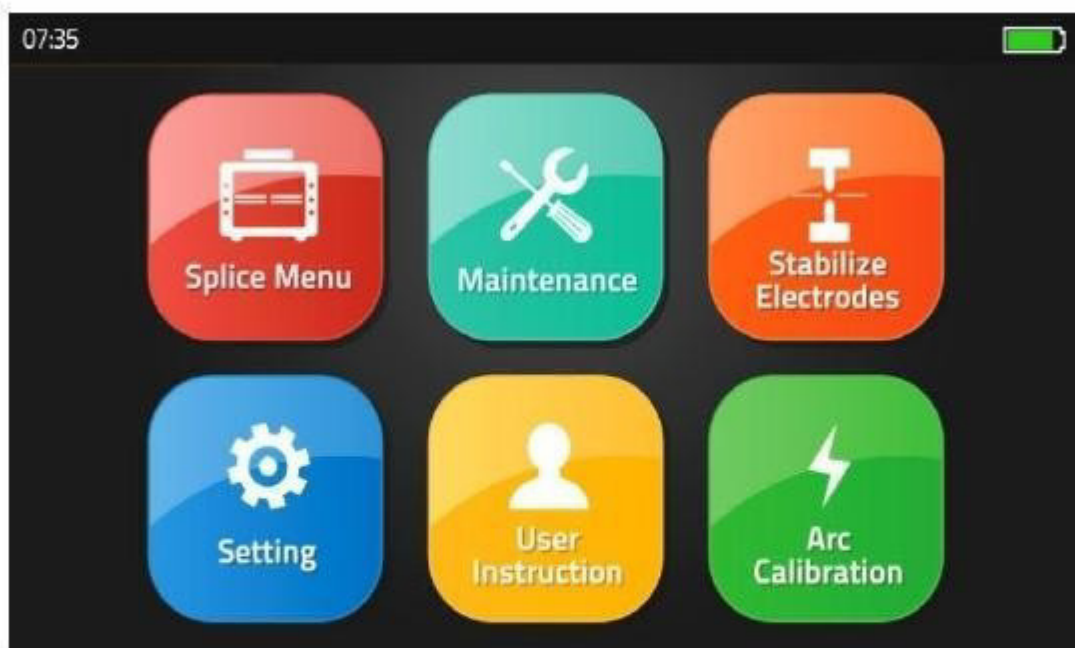 07:35
Splice Menu
Maintenance
Stabilize
Electrodes
Setting
User
Instruction
Arc
Calibration